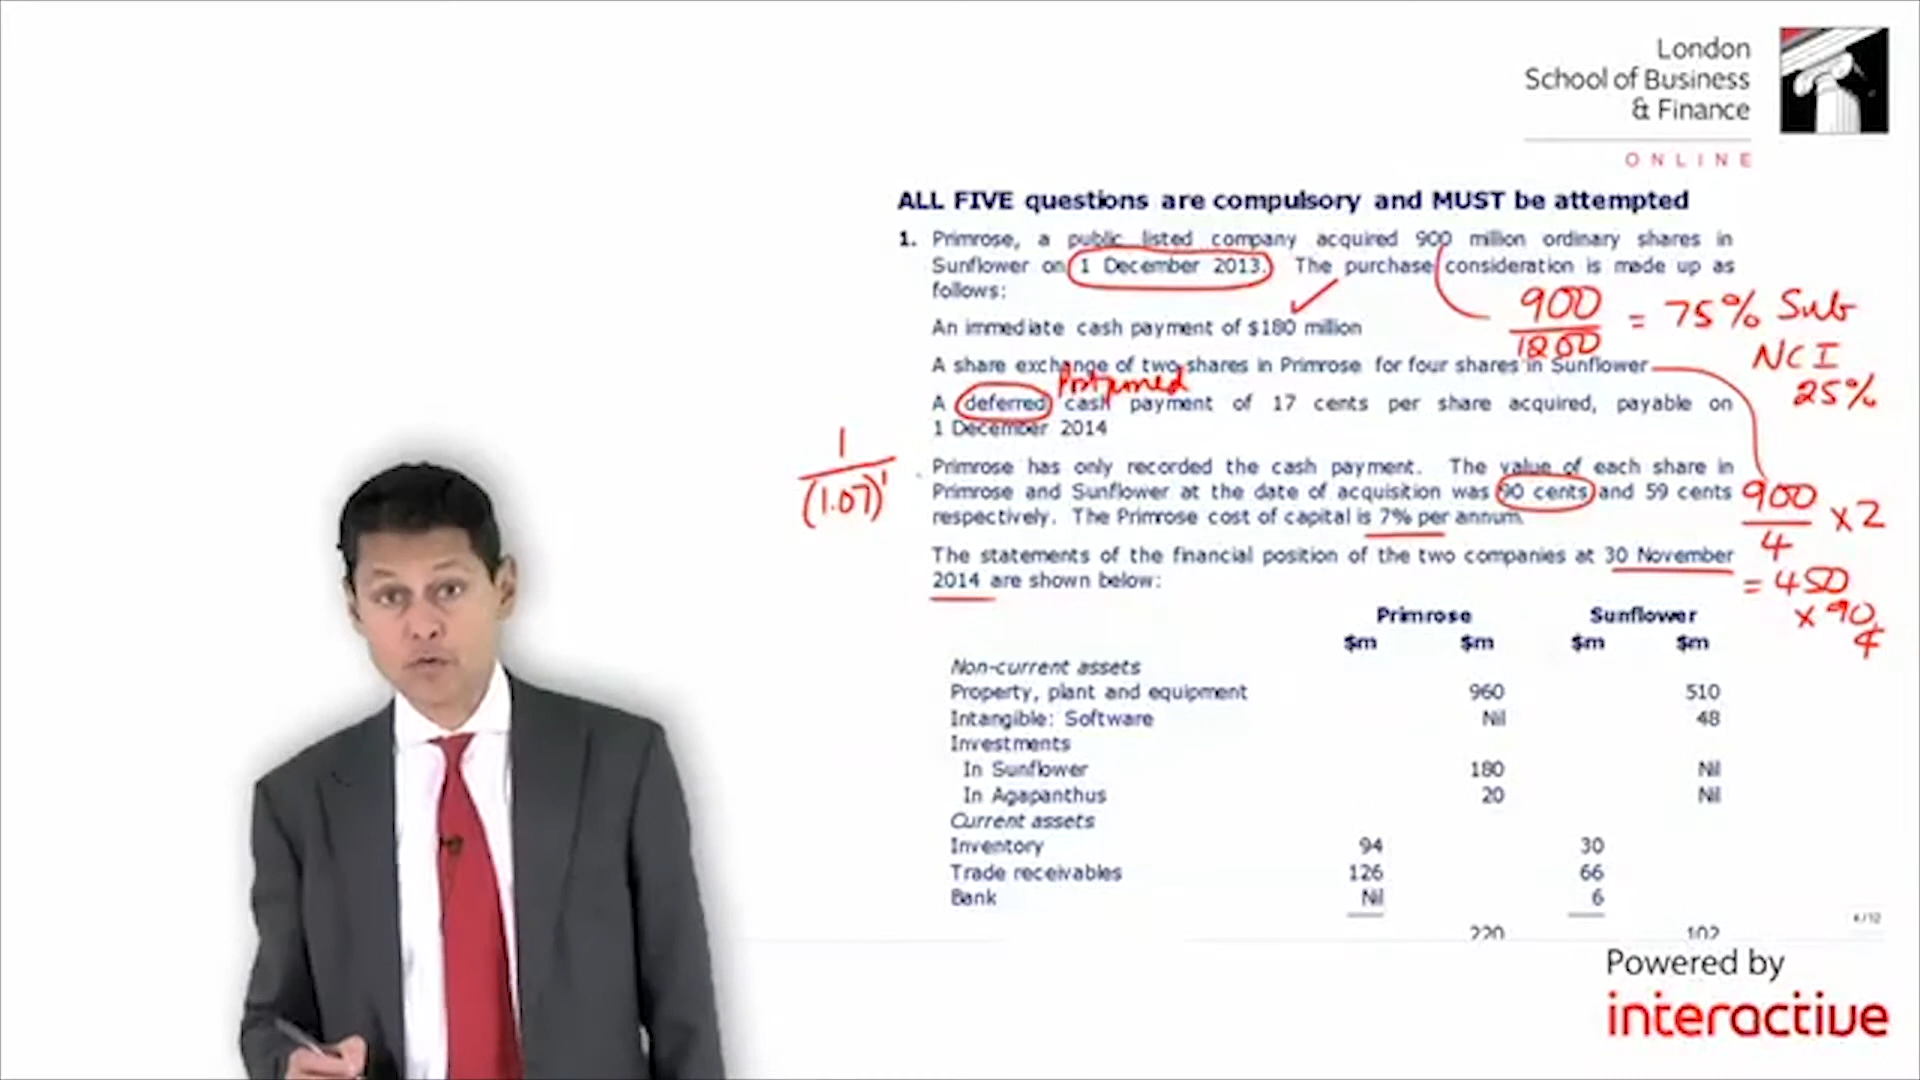 London
School of Business
& Finance
ONLINE
ALL FIVE questions are compulsory and MUST be attempted
1. Primrose, a public listed company acquired 900 million ordinary shares in
Sunflower on 1 December 2013. The purchase consideration is made up as
follows:
900
1200
= 75% Sub
NCI
25%
An immediate cash payment of $180 million
A share exchange of two shares in Primrose for four shares in Sunflower
Postponed
A deferred cash payment of 17 cents per share acquired, payable on
1 December 2014
1
(1.07)¹
Primrose has only recorded the cash payment. The value of each share in
Primrose and Sunflower at the date of acquisition was 90 cents and 59 cents
respectively. The Primrose cost of capital is 7% per annum.
900
4
x 2
= 450
x 90
¢
The statements of the financial position of the two companies at 30 November
2014 are shown below:
Primrose Sunflower
$m $m $m $m
Non-current assets
Property, plant and equipment 960 510
Intangible: Software Nil 48
Investments
In Sunflower 180 Nil
In Agapanthus 20 Nil
Current assets
Inventory 94 30
Trade receivables 126 66
Bank Nil 6
220 102
4/12
Powered by
interactive